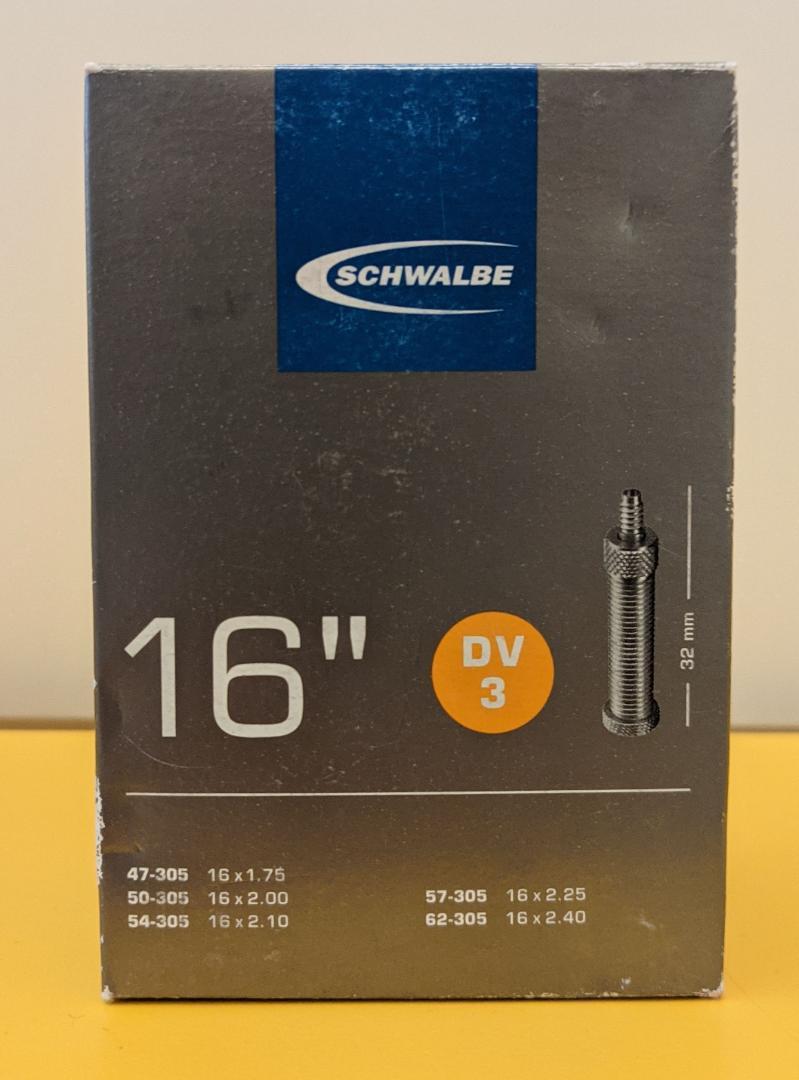 SCHWALBE
16"
DV
3
32 mm
47-305 16 x 1.75
50-305 16 x 2.00
54-305 16 x 2.10
57-305 16 x 2.25
62-305 16 x 2.40